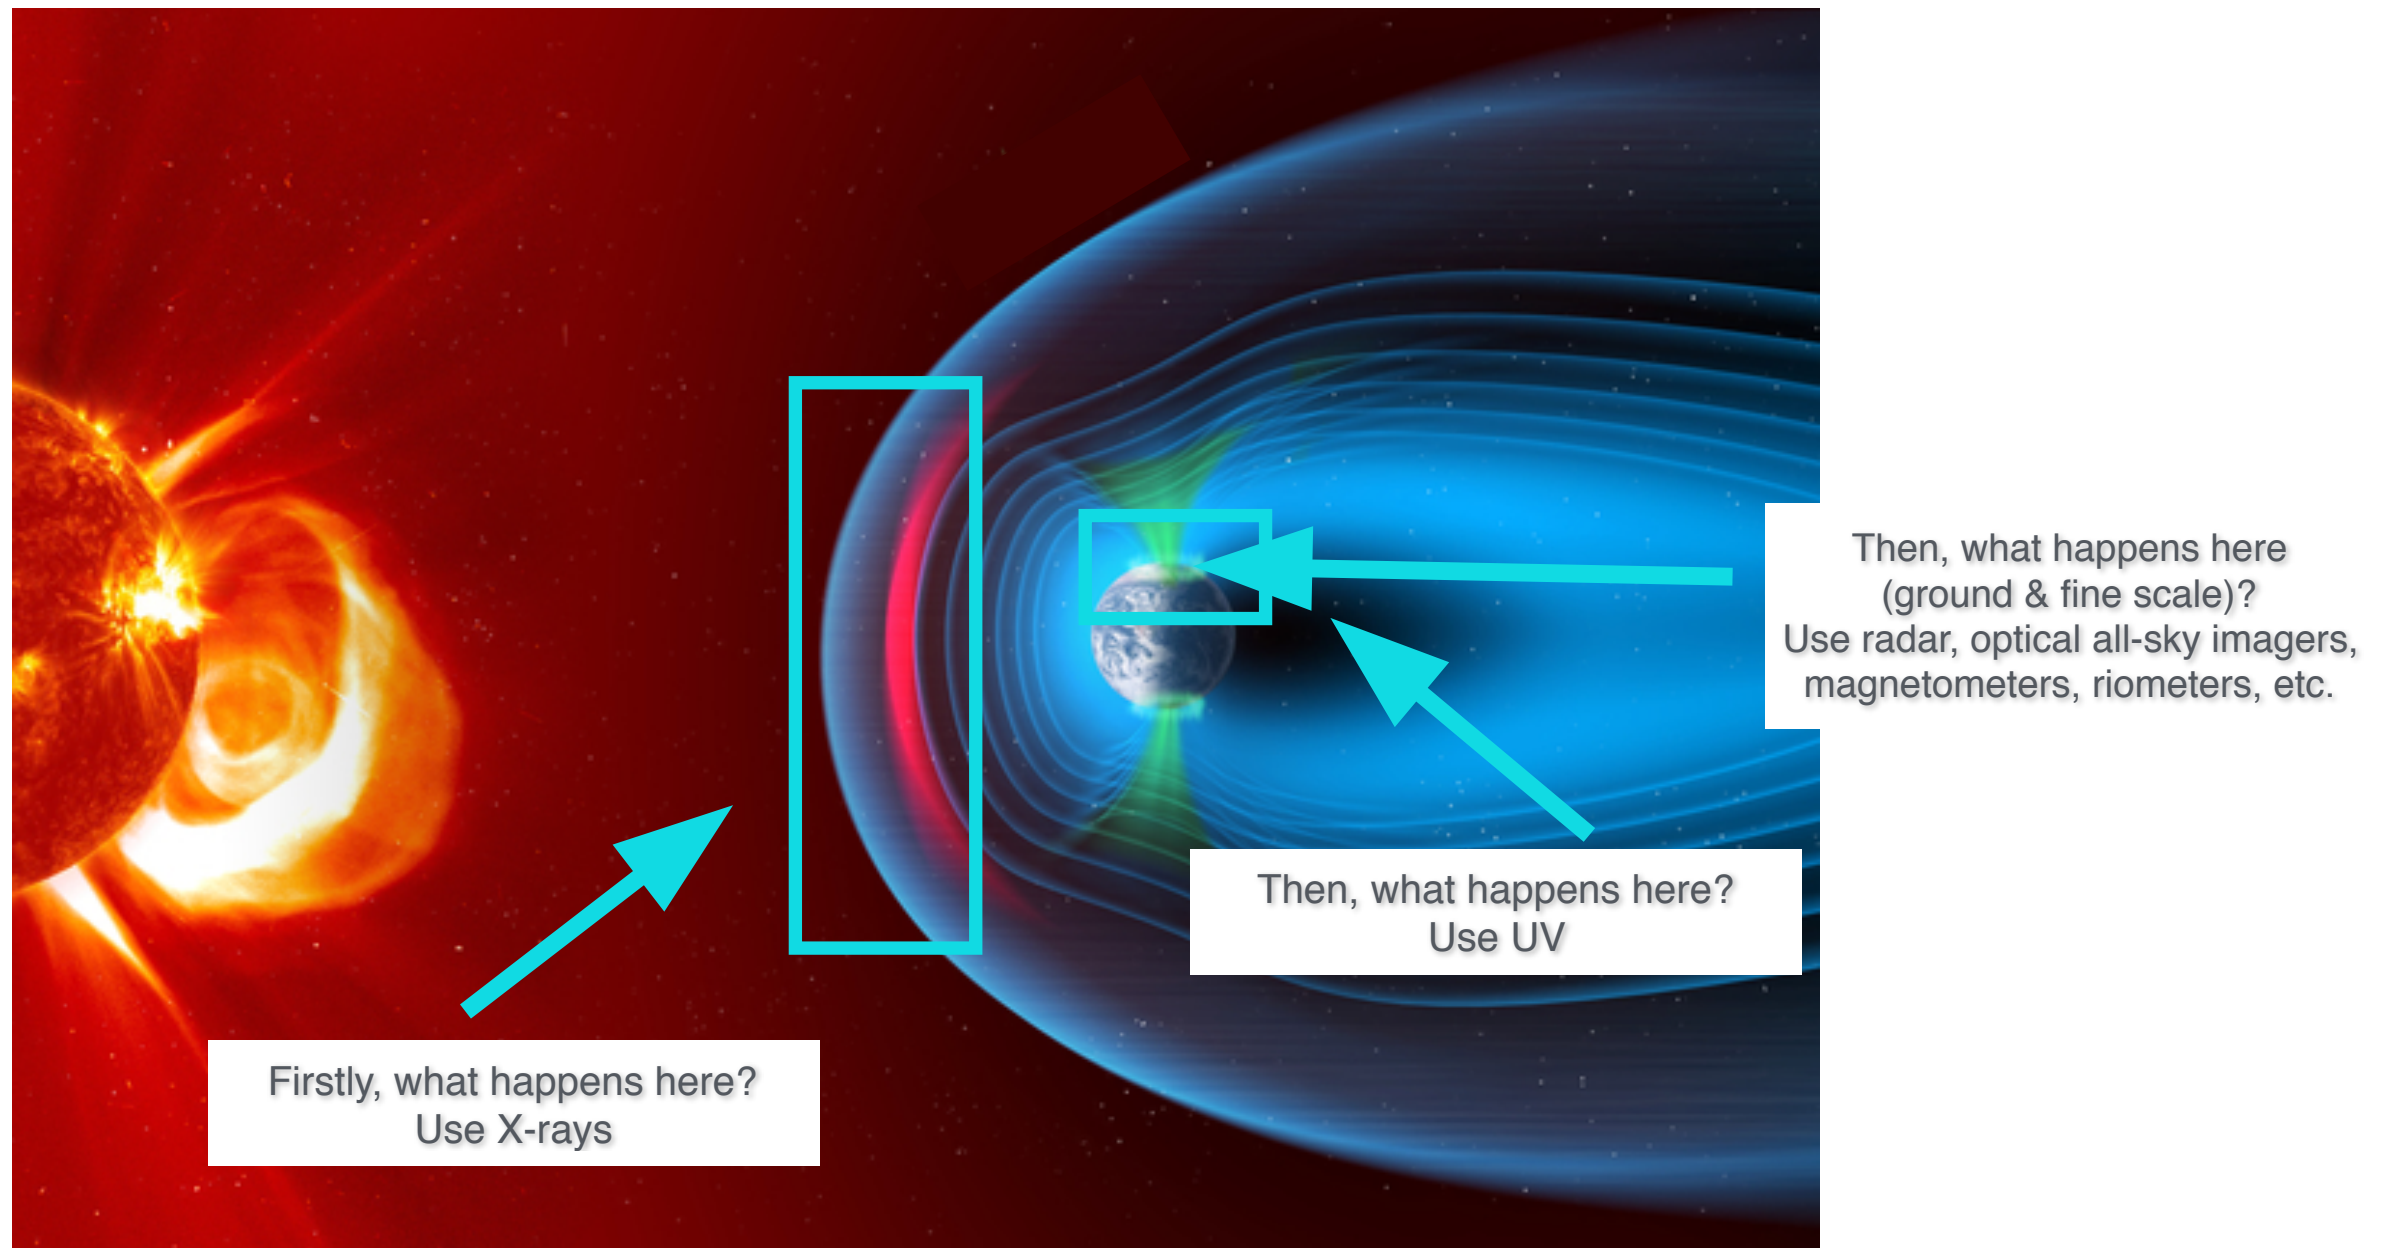 Firstly, what happens here?
Use X-rays
Then, what happens here?
Use UV
Then, what happens here
(ground & fine scale)?
Use radar, optical all-sky imagers,
magnetometers, riometers, etc.